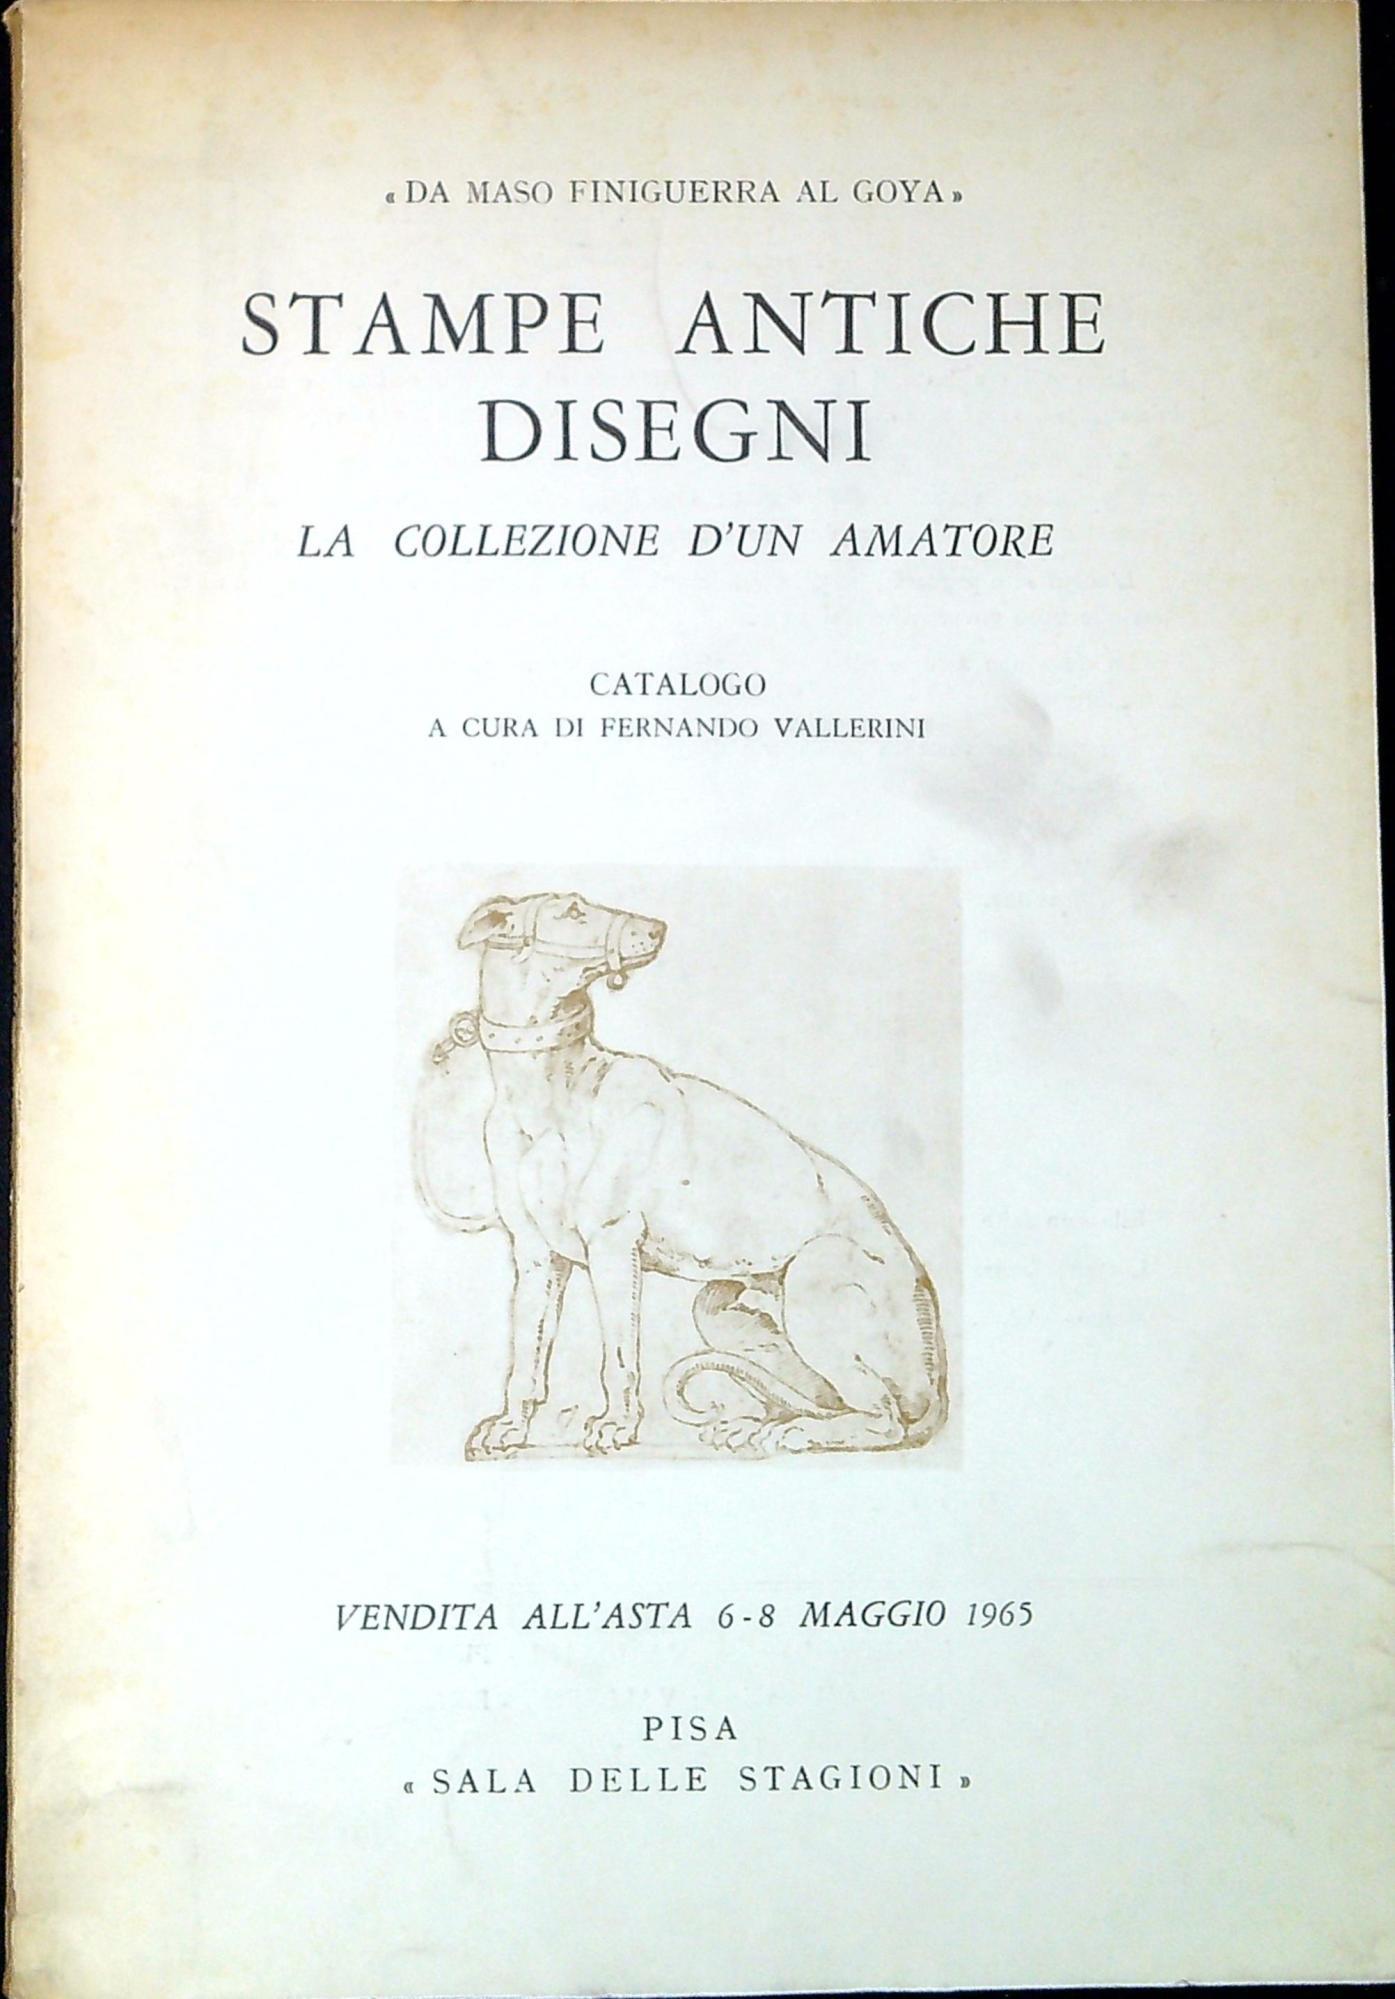 « DA MASO FINIGUERRA AL GOYA »
STAMPE ANTICHE
DISEGNI
LA COLLEZIONE D'UN AMATORE
CATALOGO
A CURA DI FERNANDO VALLERINI
VENDITA ALL'ASTA 6-8 MAGGIO 1965
PISA
« SALA DELLE STAGIONI »